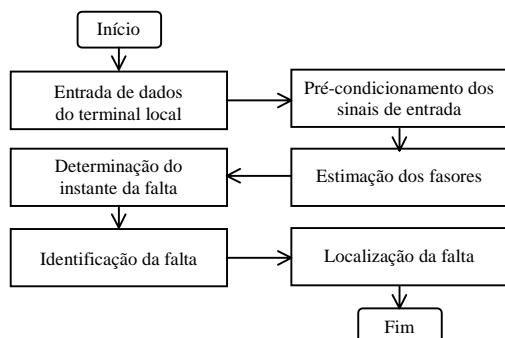 Início
Entrada de dados
do terminal local
Pré-condicionamento dos
sinais de entrada
Estimação dos fasores
Determinação do
instante da falta
Identificação da falta
Localização da falta
Fim